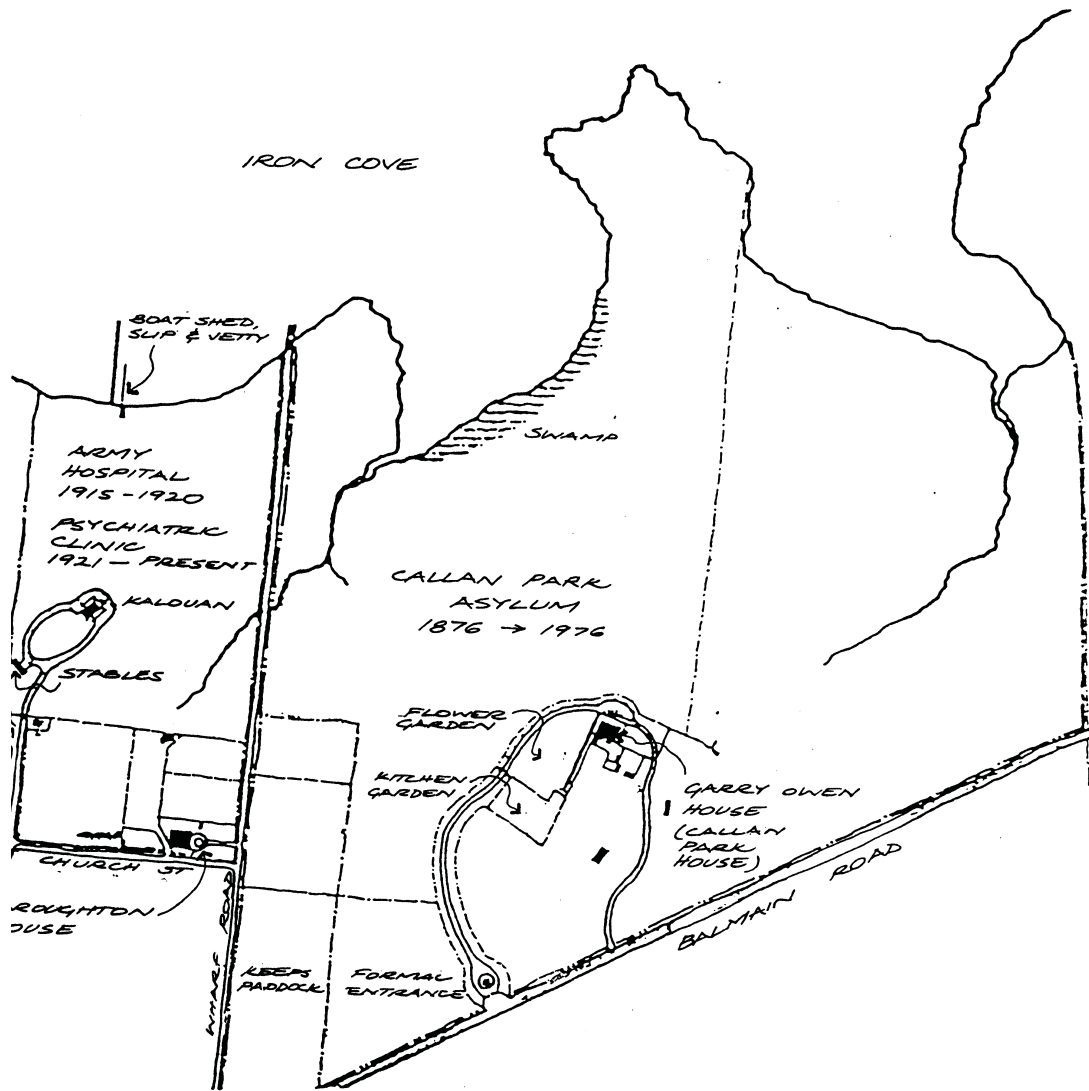 IRON COVE
BOAT SHED,
SLIP & JETTY
SWAMP
ARMY
HOSPITAL
1915-1920
PSYCHIATRIC
CLINIC
1921 - PRESENT
CALLAN PARK
ASYLUM
1876 → 1976
KALOUAN
STABLES
FLOWER
GARDEN
KITCHEN
GARDEN
GARRY OWEN
HOUSE
(CALLAN
PARK
HOUSE)
CHURCH ST
ROUGHTON
OUSE
WHARF ROAD
KEEPS
PADDOCK
FORMAL
ENTRANCE
BALMAIN ROAD